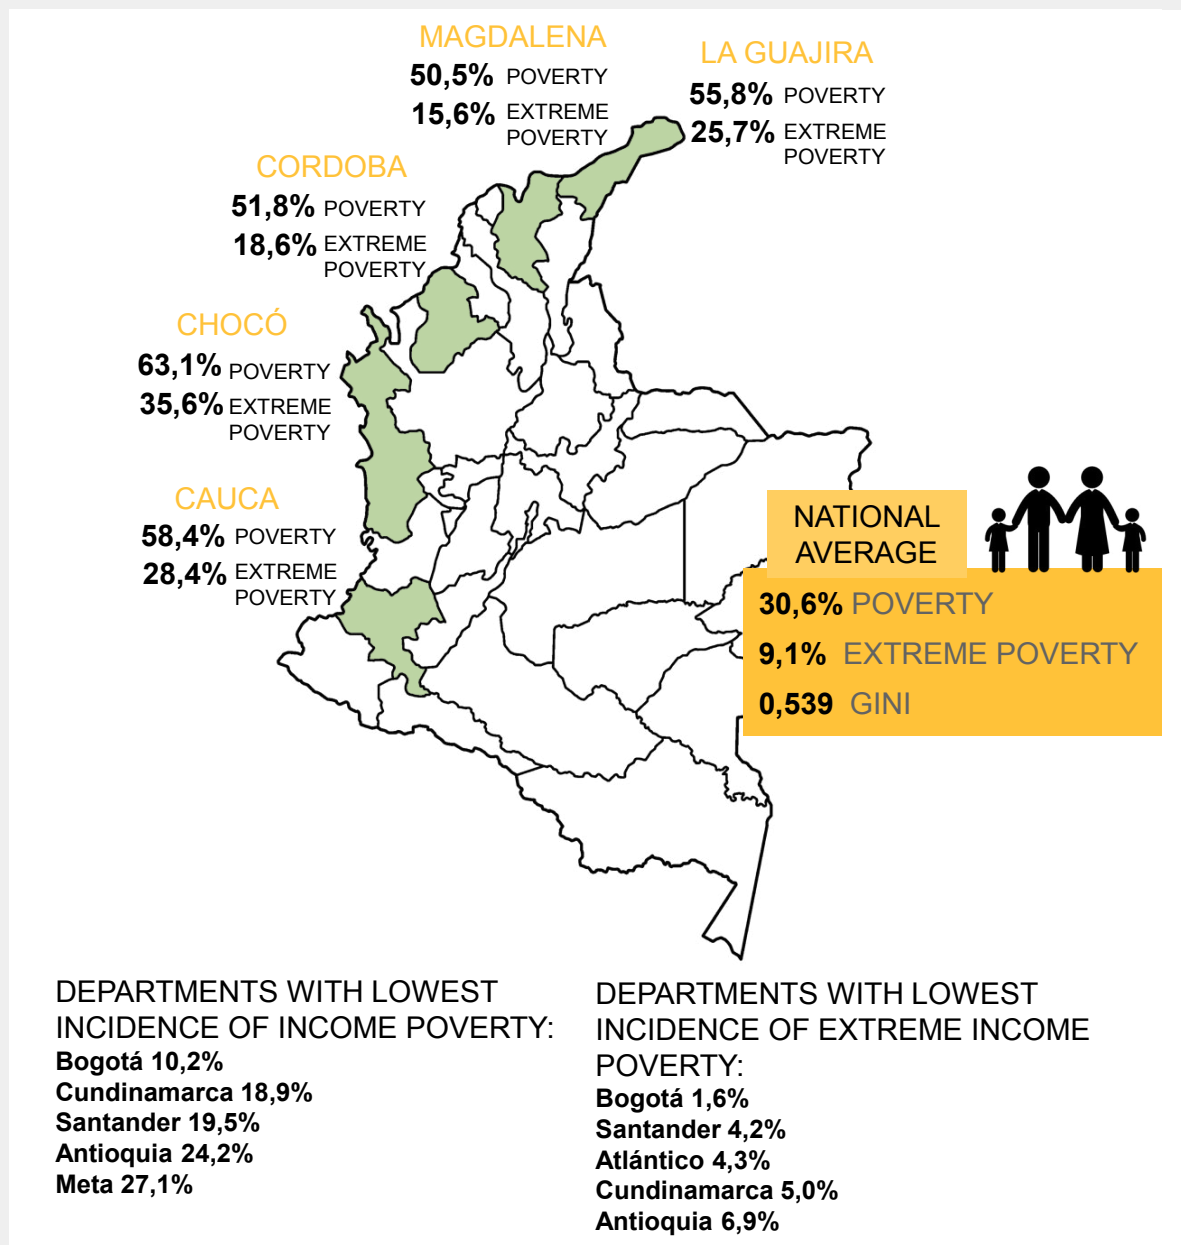 MAGDALENA
50,5% POVERTY
15,6% EXTREME
POVERTY
LA GUAJIRA
55,8% POVERTY
25,7% EXTREME
POVERTY
CORDOBA
51,8% POVERTY
18,6% EXTREME
POVERTY
CHOCÓ
63,1% POVERTY
35,6% EXTREME
POVERTY
CAUCA
58,4% POVERTY
28,4% EXTREME
POVERTY
NATIONAL
AVERAGE
30,6% POVERTY
9,1% EXTREME POVERTY
0,539 GINI
DEPARTMENTS WITH LOWEST
INCIDENCE OF INCOME POVERTY:
Bogotá 10,2%
Cundinamarca 18,9%
Santander 19,5%
Antioquia 24,2%
Meta 27,1%
DEPARTMENTS WITH LOWEST
INCIDENCE OF EXTREME INCOME
POVERTY:
Bogotá 1,6%
Santander 4,2%
Atlántico 4,3%
Cundinamarca 5,0%
Antioquia 6,9%